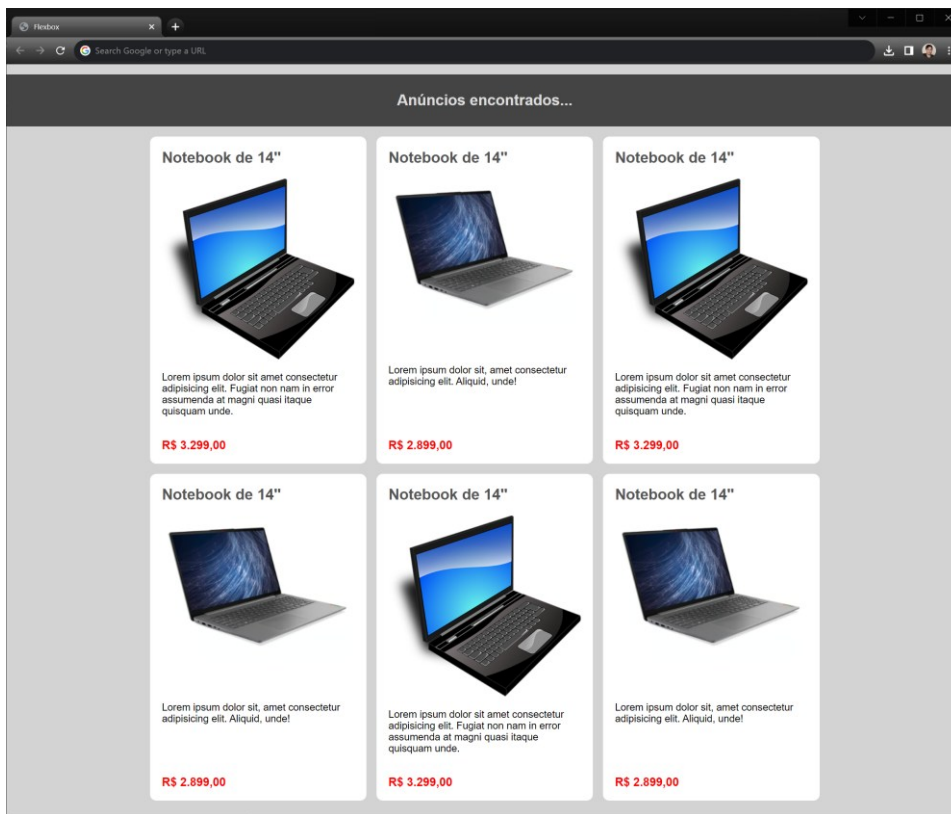 Flexbox
Search Google or type a URL
Anúncios encontrados...
Notebook de 14"
Lorem ipsum dolor sit amet consectetur
adipisicing elit. Fugiat non nam in error
assumenda at magni quasi itaque
quisquam unde.
R$ 3.299,00
Notebook de 14"
Lorem ipsum dolor sit, amet consectetur
adipisicing elit. Aliquid, unde!
R$ 2.899,00
Notebook de 14"
Lorem ipsum dolor sit amet consectetur
adipisicing elit. Fugiat non nam in error
assumenda at magni quasi itaque
quisquam unde.
R$ 3.299,00
Notebook de 14"
Lorem ipsum dolor sit, amet consectetur
adipisicing elit. Aliquid, unde!
R$ 2.899,00
Notebook de 14"
Lorem ipsum dolor sit amet consectetur
adipisicing elit. Fugiat non nam in error
assumenda at magni quasi itaque
quisquam unde.
R$ 3.299,00
Notebook de 14"
Lorem ipsum dolor sit, amet consectetur
adipisicing elit. Aliquid, unde!
R$ 2.899,00